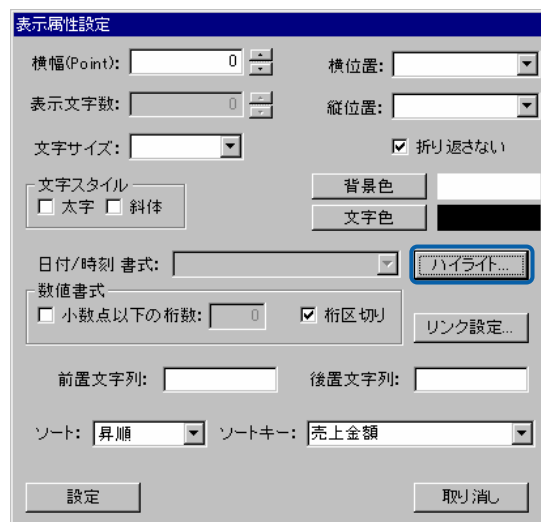 表示属性設定
横幅(Point): 0 横位置:
表示文字数: 0 縦位置:
文字サイズ: 折り返さない
文字スタイル 背景色
太字 斜体
文字色
日付/時刻 書式: ハイライト...
数値書式
小数点以下の桁数: 0 桁区切り
リンク設定...
前置文字列: 後置文字列:
ソート: 昇順 ソートキー: 売上金額
設定 取り消し